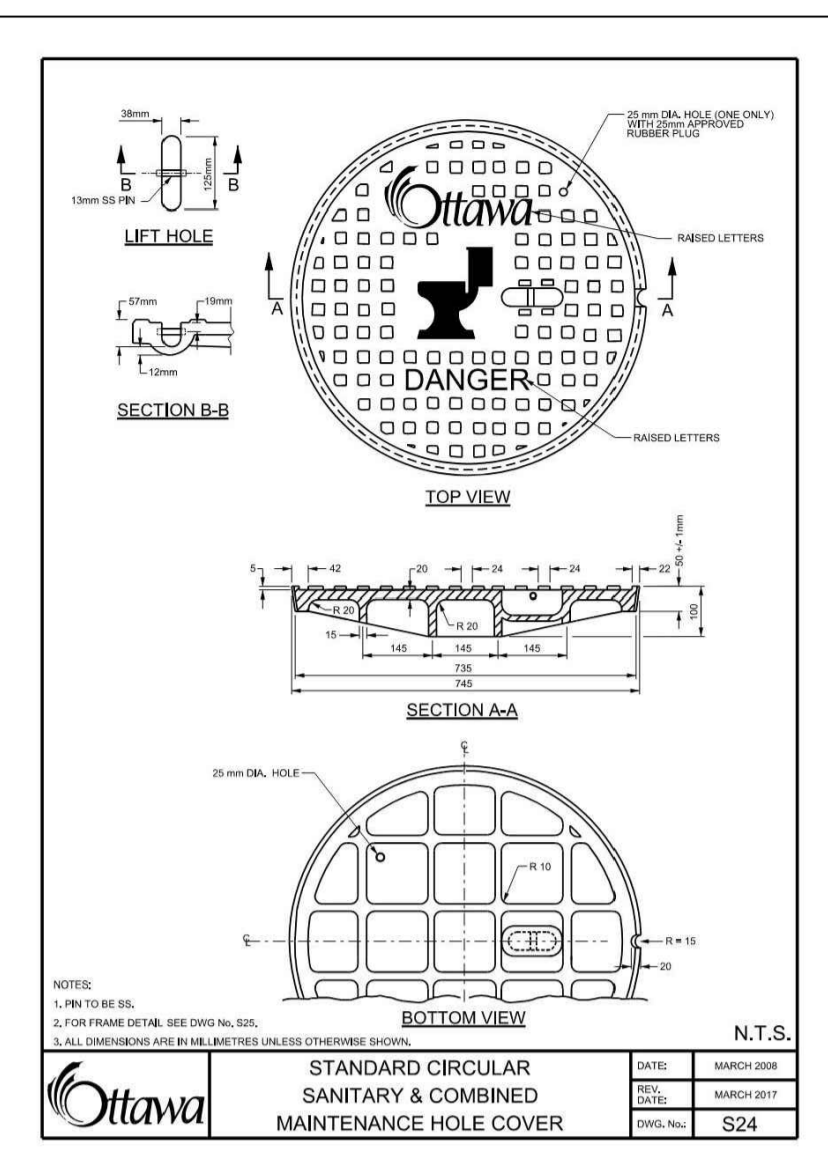 38mm
B
B
125mm
13mm SS PIN
LIFT HOLE
57mm
19mm
12mm
SECTION B-B
25 mm DIA. HOLE (ONE ONLY)
WITH 25mm APPROVED
RUBBER PLUG
Ottawa
RAISED LETTERS
A
A
DANGER
RAISED LETTERS
TOP VIEW
5
42
20
24
24
22
50 +/- 1mm
100
R 20
R 20
15
145
145
145
735
745
SECTION A-A
℄
25 mm DIA. HOLE
R 10
℄
R = 15
20
BOTTOM VIEW
NOTES:
1. PIN TO BE SS.
2. FOR FRAME DETAIL SEE DWG No. S25.
3. ALL DIMENSIONS ARE IN MILLIMETRES UNLESS OTHERWISE SHOWN.
N.T.S.
Ottawa
STANDARD CIRCULAR
SANITARY & COMBINED
MAINTENANCE HOLE COVER
DATE: MARCH 2008
REV.
DATE: MARCH 2017
DWG. No.: S24